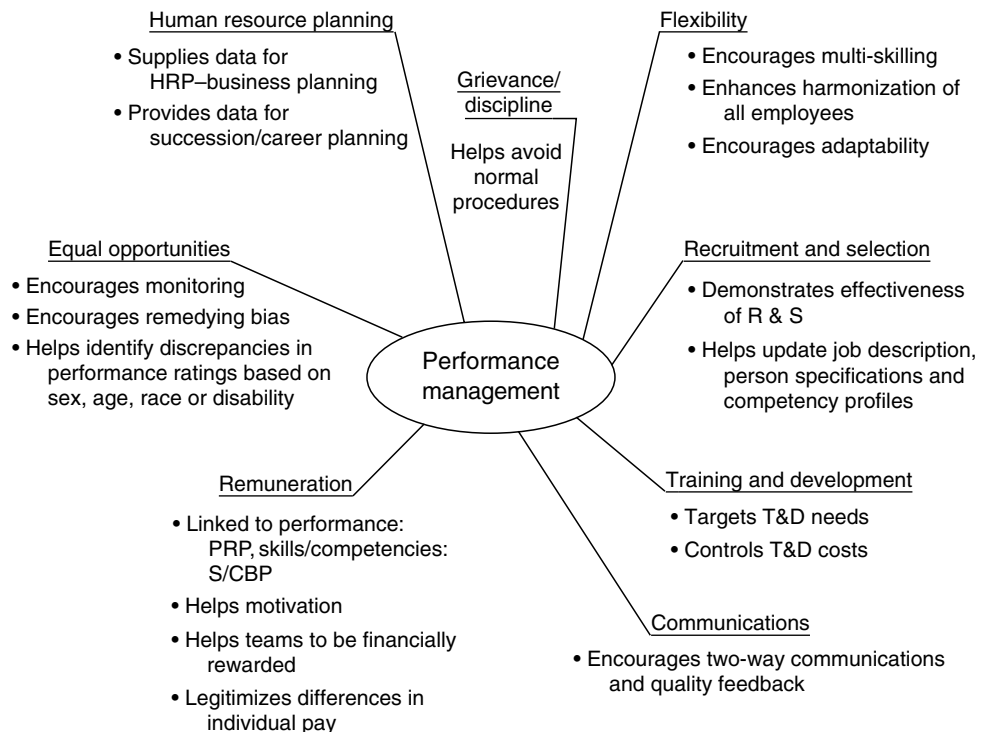 Human resource planning
• Supplies data for
HRP–business planning
• Provides data for
succession/career planning
Grievance/
discipline
Helps avoid
normal
procedures
Flexibility
• Encourages multi-skilling
• Enhances harmonization of
all employees
• Encourages adaptability
Equal opportunities
• Encourages monitoring
• Encourages remedying bias
• Helps identify discrepancies in
performance ratings based on
sex, age, race or disability
Performance
management
Recruitment and selection
• Demonstrates effectiveness
of R & S
• Helps update job description,
person specifications and
competency profiles
Remuneration
• Linked to performance:
PRP, skills/competencies:
S/CBP
• Helps motivation
• Helps teams to be financially
rewarded
• Legitimizes differences in
individual pay
Training and development
• Targets T&D needs
• Controls T&D costs
Communications
• Encourages two-way communications
and quality feedback